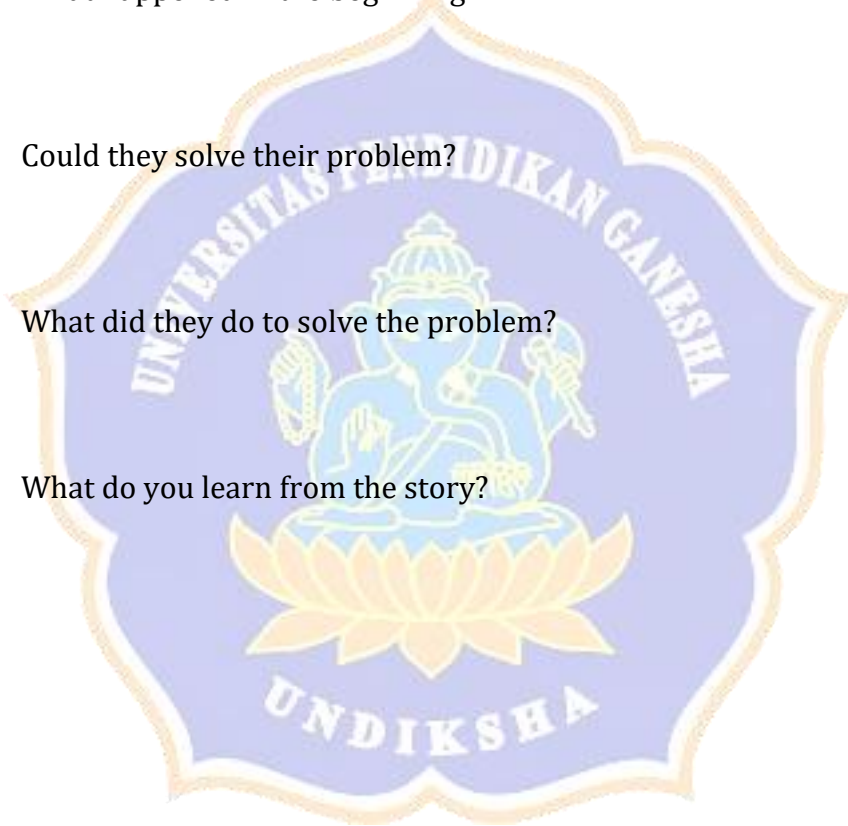 Could they solve their problem?
What did they do to solve the problem?
What do you learn from the story?
UNIVERSITAS PENDIDIKAN GANESHA
UNDIKSHA